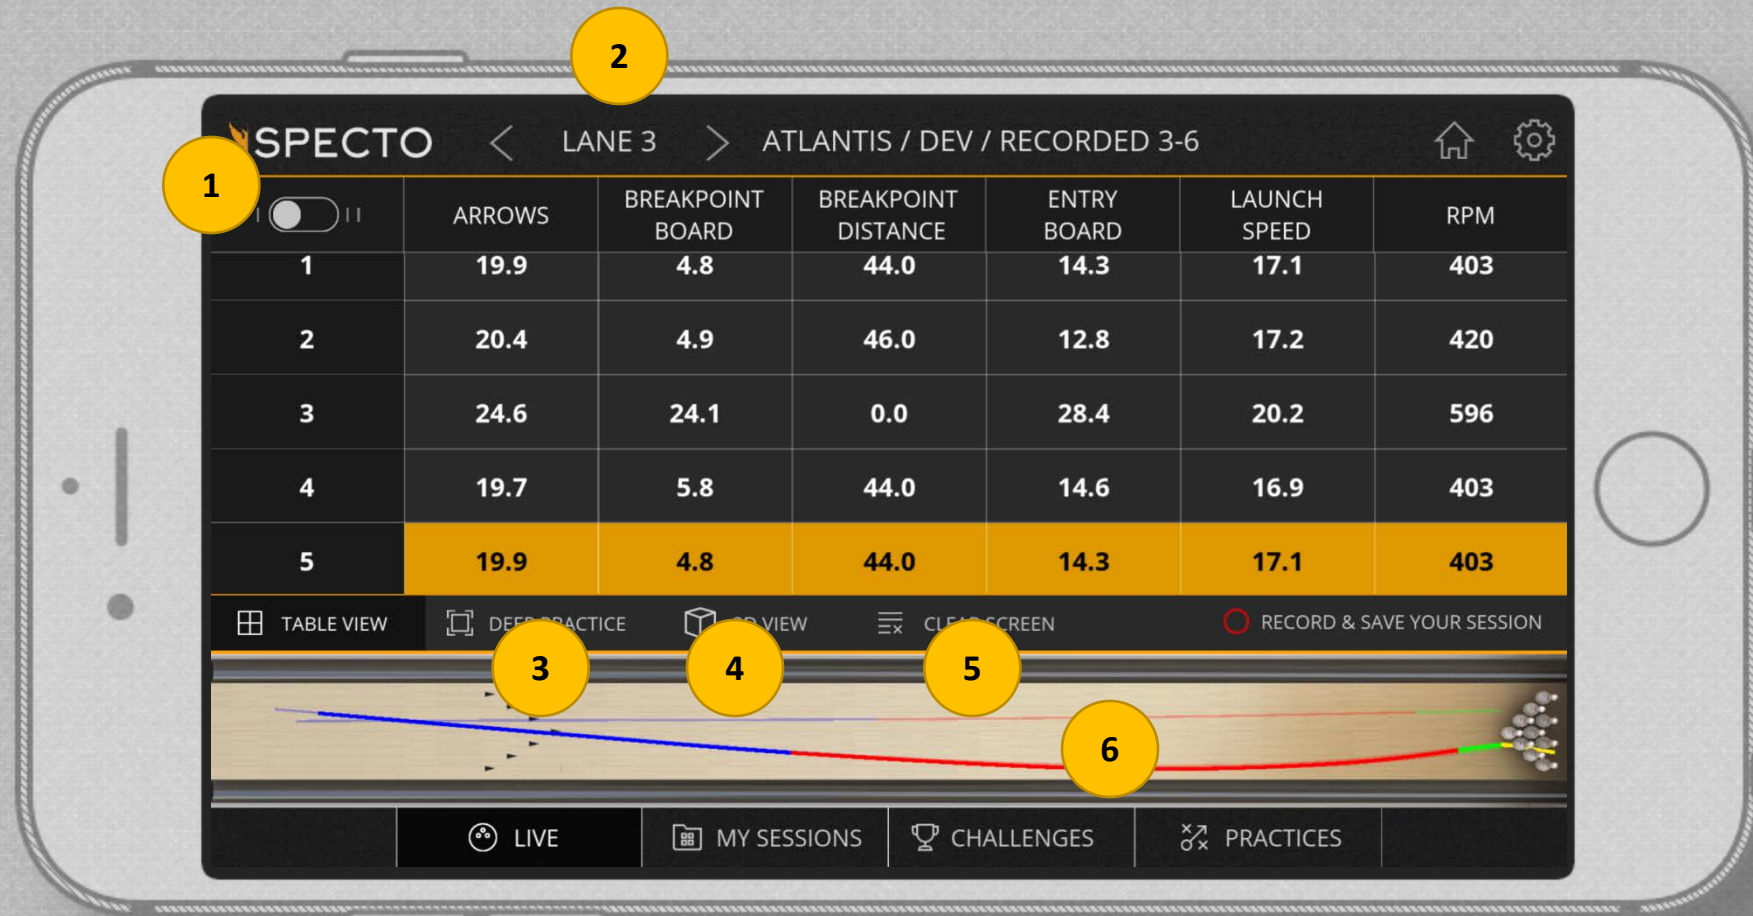 2
SPECTO
LANE 3
ATLANTIS / DEV / RECORDED 3-6
1
ARROWS
BREAKPOINT
BOARD
BREAKPOINT
DISTANCE
ENTRY
BOARD
LAUNCH
SPEED
RPM
1 19.9 4.8 44.0 14.3 17.1 403
2 20.4 4.9 46.0 12.8 17.2 420
3 24.6 24.1 0.0 28.4 20.2 596
4 19.7 5.8 44.0 14.6 16.9 403
5 19.9 4.8 44.0 14.3 17.1 403
TABLE VIEW
DEEP PRACTICE
VIEW
CLEAR SCREEN
RECORD & SAVE YOUR SESSION
3
4
5
6
LIVE
MY SESSIONS
CHALLENGES
PRACTICES